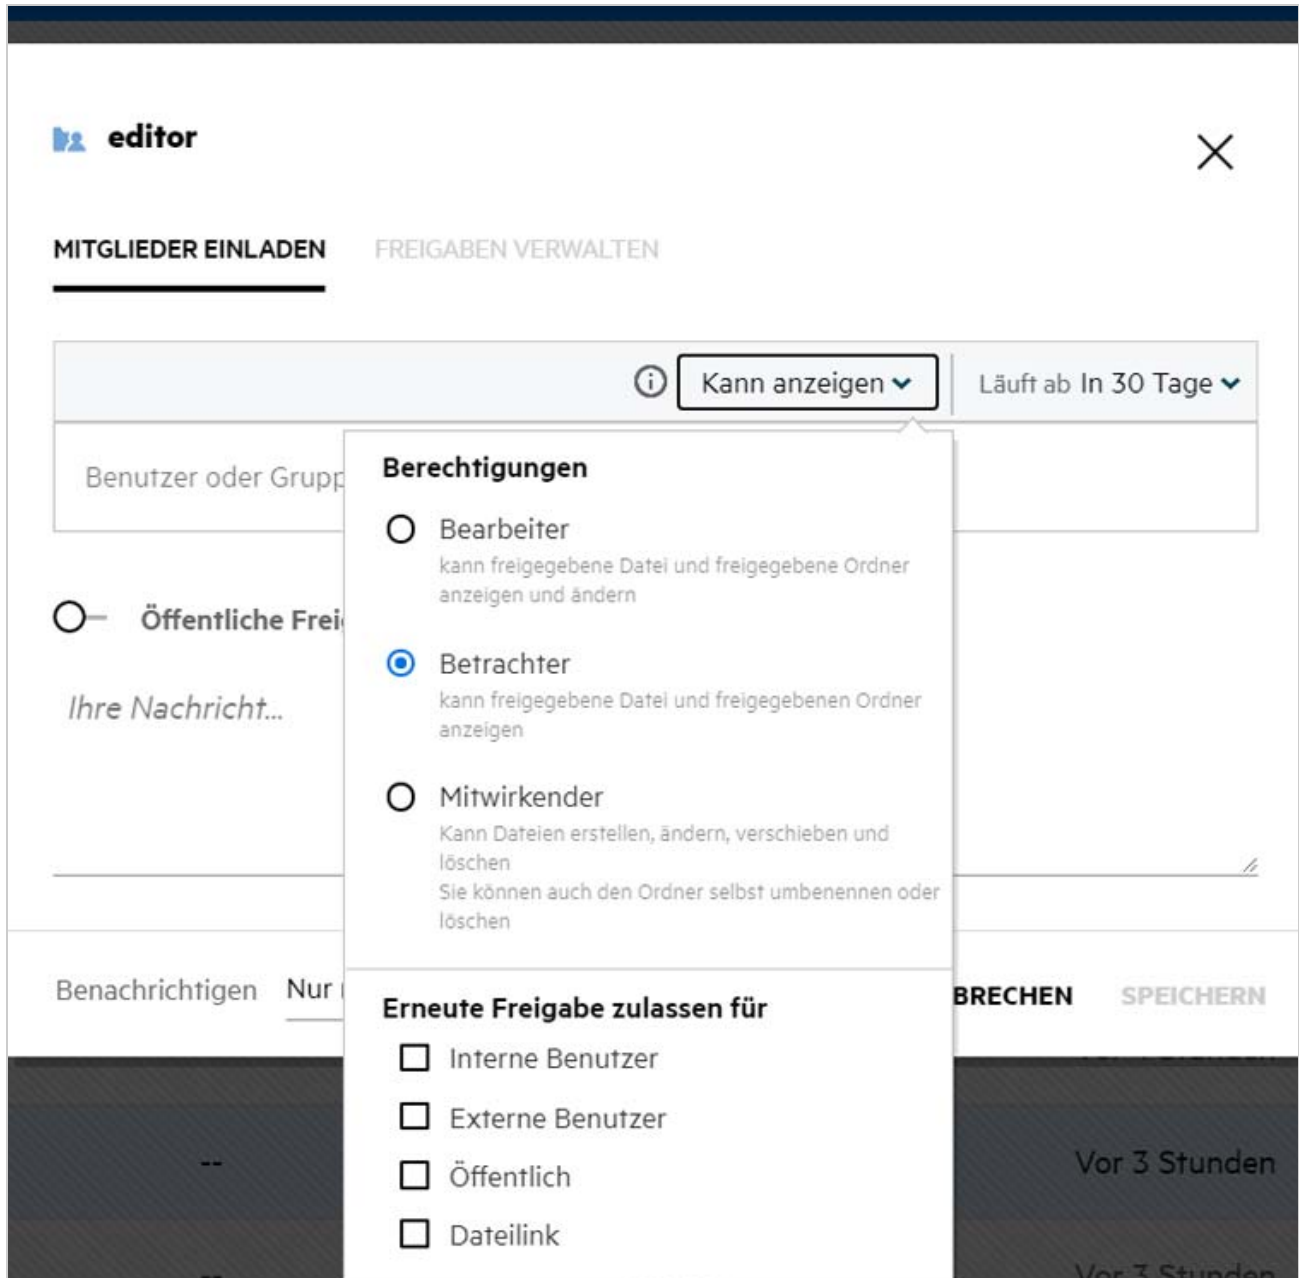 editor
MITGLIEDER EINLADEN FREIGABEN VERWALTEN
Kann anzeigen Läuft ab In 30 Tage
Benutzer oder
Berechtigungen
Bearbeiter
kann freigegebene Datei und freigegebene Ordner
anzeigen und ändern
Öffentliche
Betrachter
kann freigegebene Datei und freigegebenen Ordner
anzeigen
Ihre Nachricht...
Mitwirkender
Kann Dateien erstellen, ändern, verschieben und
löschen
Sie können auch den Ordner selbst umbenennen oder
löschen
Benachrichtigen Nur BRECHEN SPEICHERN
Erneute Freigabe zulassen für
Interne Benutzer
Externe Benutzer
Öffentlich
Dateilink
-- Vor 3 Stunden
-- Vor 3 Stunden